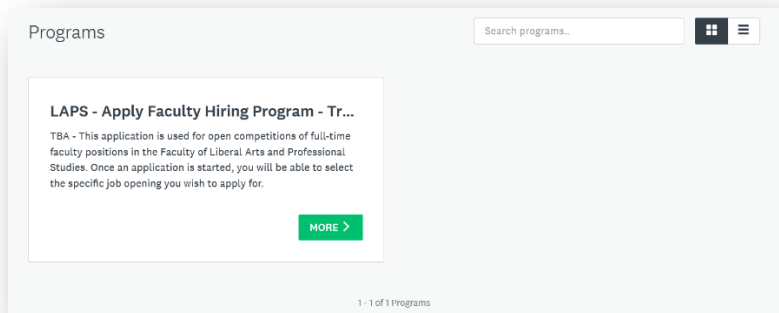 Programs
Search programs..
LAPS - Apply Faculty Hiring Program - Tr...
TBA - This application is used for open competitions of full-time
faculty positions in the Faculty of Liberal Arts and Professional
Studies. Once an application is started, you will be able to select
the specific job opening you wish to apply for.
MORE >
1 - 1 of 1 Programs